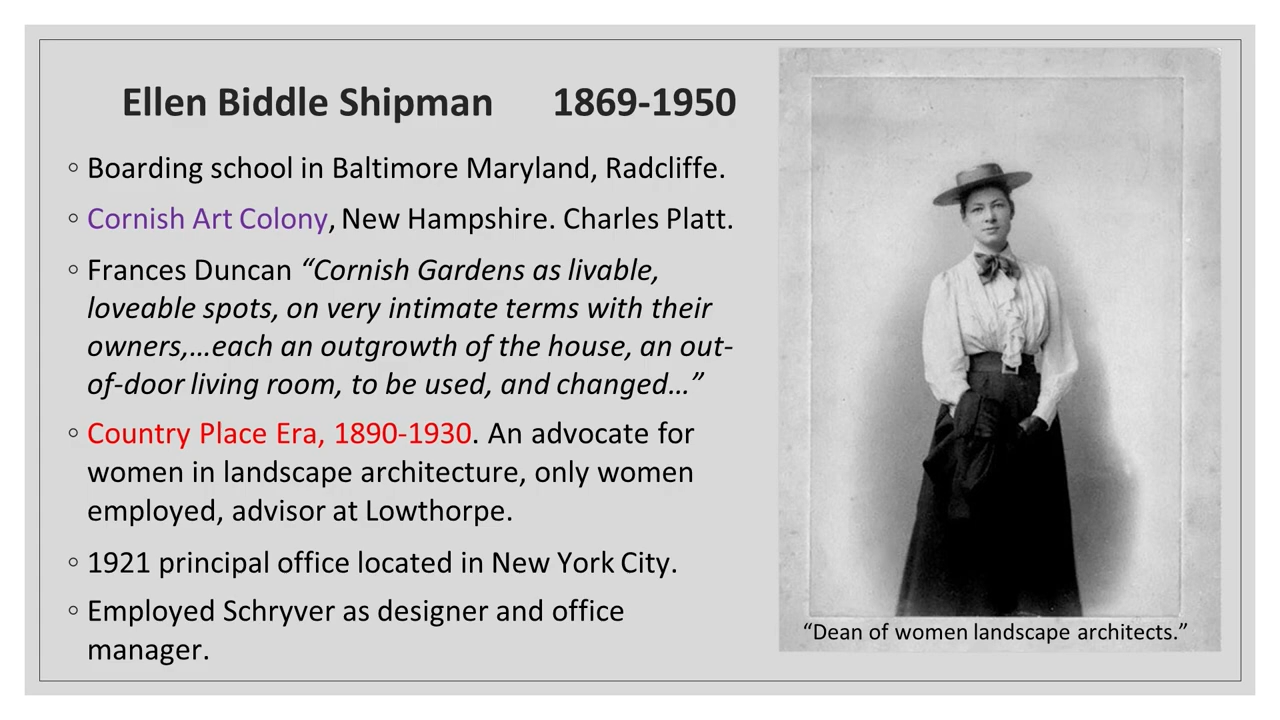 Ellen Biddle Shipman 1869-1950
◦ Boarding school in Baltimore Maryland, Radcliffe.
◦ Cornish Art Colony, New Hampshire. Charles Platt.
◦ Frances Duncan “Cornish Gardens as livable,
loveable spots, on very intimate terms with their
owners,…each an outgrowth of the house, an out-
of-door living room, to be used, and changed…”
◦ Country Place Era, 1890-1930. An advocate for
women in landscape architecture, only women
employed, advisor at Lowthorpe.
◦ 1921 principal office located in New York City.
◦ Employed Schryver as designer and office
manager.
“Dean of women landscape architects.”